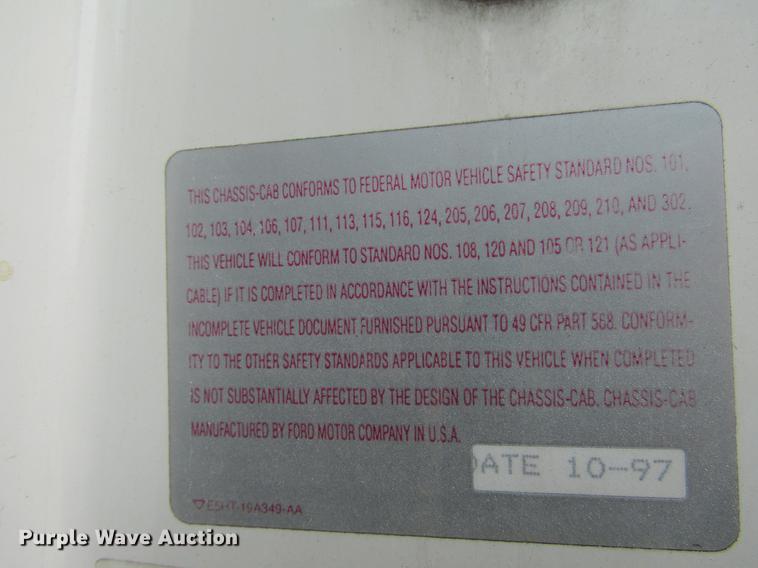 THIS CHASSIS-CAB CONFORMS TO FEDERAL MOTOR VEHICLE SAFETY STANDARD NOS. 101,
102, 103, 104, 106, 107, 111, 113, 115, 116, 124, 205, 206, 207, 208, 209, 210, AND 302.
THIS VEHICLE WILL CONFORM TO STANDARD NOS. 108, 120 AND 105 OR 121 (AS APPLI-
CABLE) IF IT IS COMPLETED IN ACCORDANCE WITH THE INSTRUCTIONS CONTAINED IN THE
INCOMPLETE VEHICLE DOCUMENT FURNISHED PURSUANT TO 49 CFR PART 568. CONFORM-
ITY TO THE OTHER SAFETY STANDARDS APPLICABLE TO THIS VEHICLE WHEN COMPLETED
IS NOT SUBSTANTIALLY AFFECTED BY THE DESIGN OF THE CHASSIS-CAB. CHASSIS-CAB
MANUFACTURED BY FORD MOTOR COMPANY IN U.S.A.
DATE 10-97
E5HT-19A349-AA
Purple Wave Auction